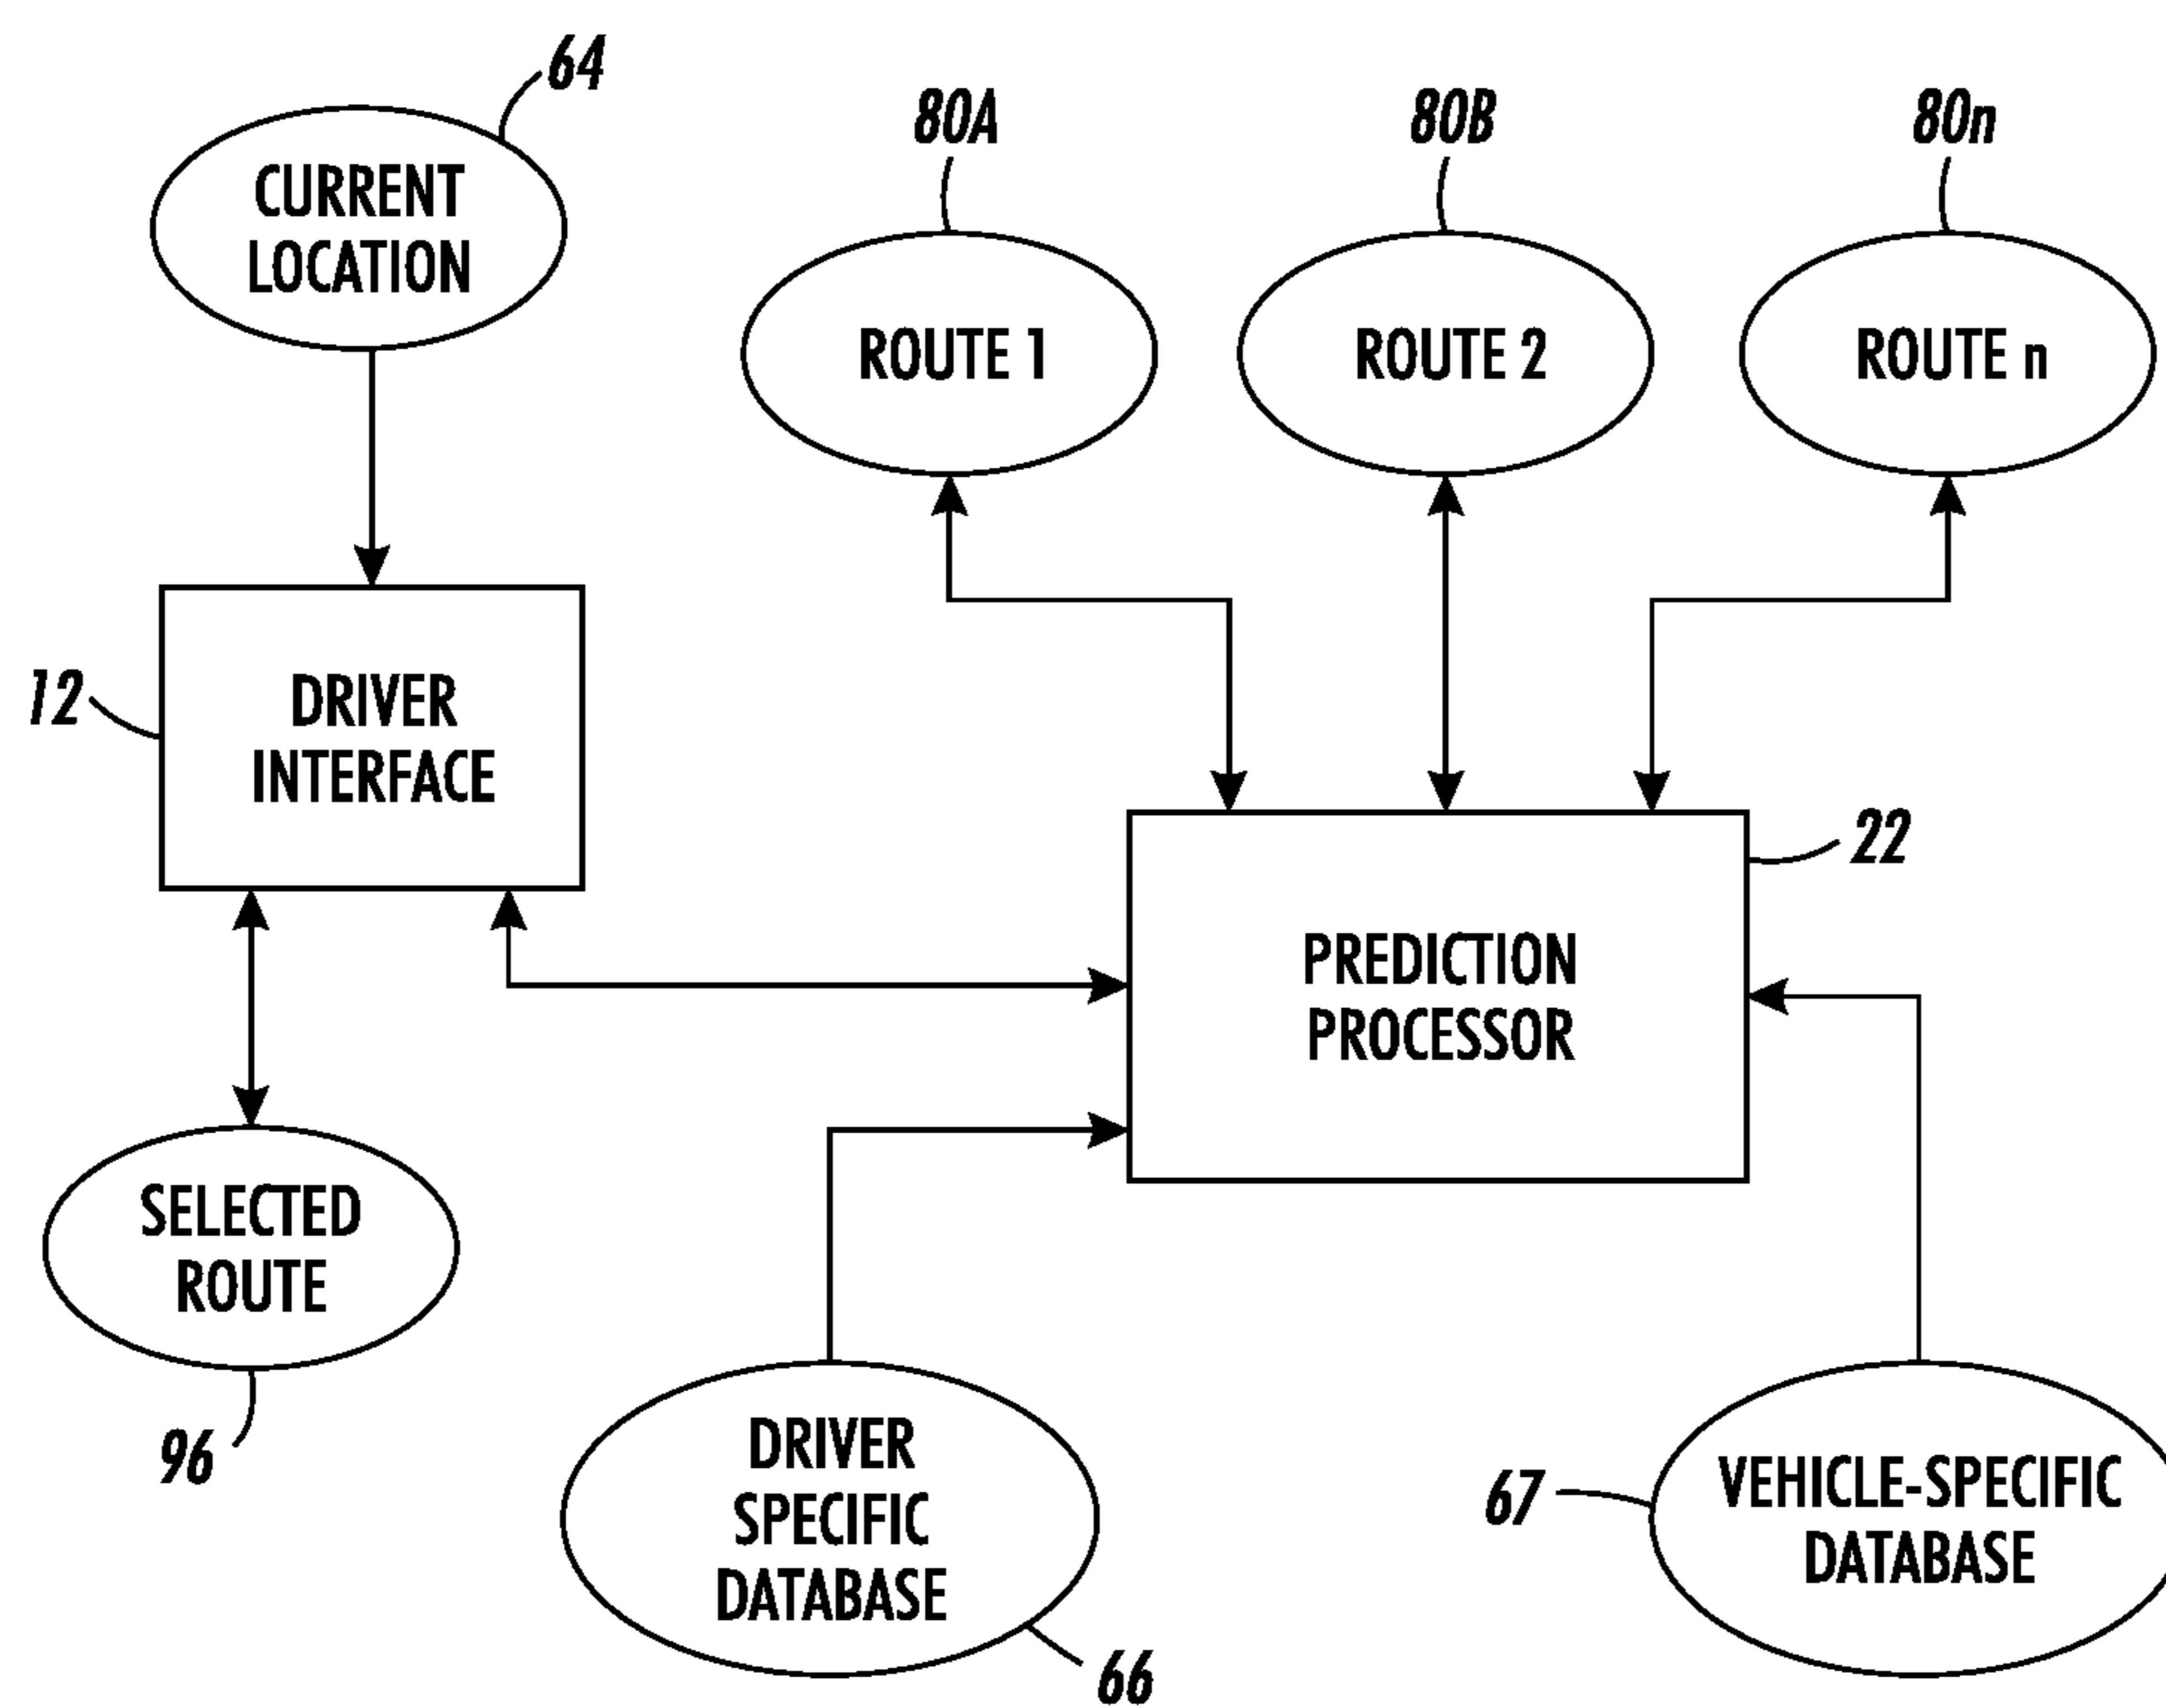 64
CURRENT
LOCATION
80A
80B
80n
ROUTE 1
ROUTE 2
ROUTE n
12
DRIVER
INTERFACE
22
PREDICTION
PROCESSOR
SELECTED
ROUTE
96
DRIVER
SPECIFIC
DATABASE
66
67
VEHICLE-SPECIFIC
DATABASE